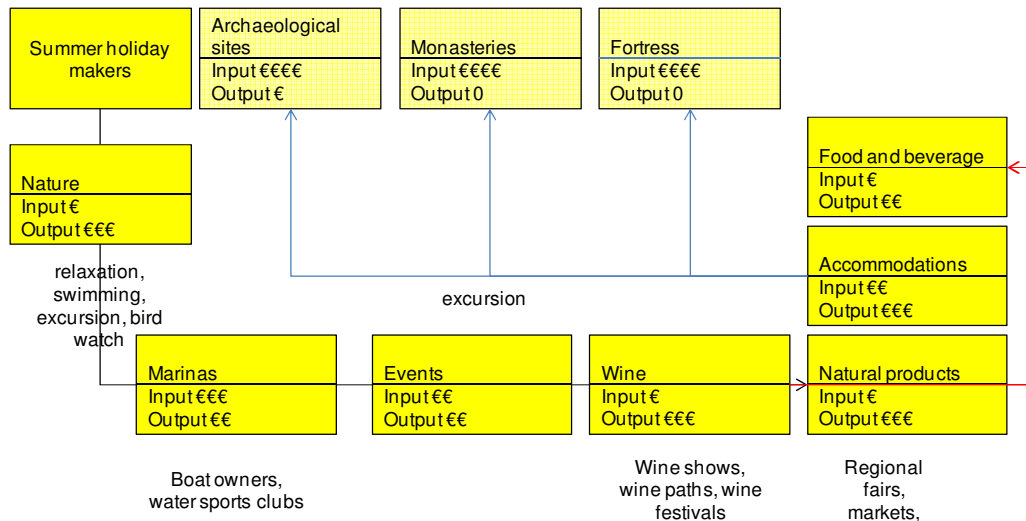 Summer holiday
makers
Archaeological
sites
Input €€€€
Output €
Monasteries
Input €€€€
Output 0
Fortress
Input €€€€
Output 0
Nature
Input €
Output €€€
Food and beverage
Input €
Output €€
relaxation,
swimming,
excursion, bird
watch
excursion
Accommodations
Input €€
Output €€€
Marinas
Input €€€
Output €€
Events
Input €€
Output €€
Wine
Input €
Output €€€
Natural products
Input €
Output €€€
Boat owners,
water sports clubs
Wine shows,
wine paths, wine
festivals
Regional
fairs,
markets,